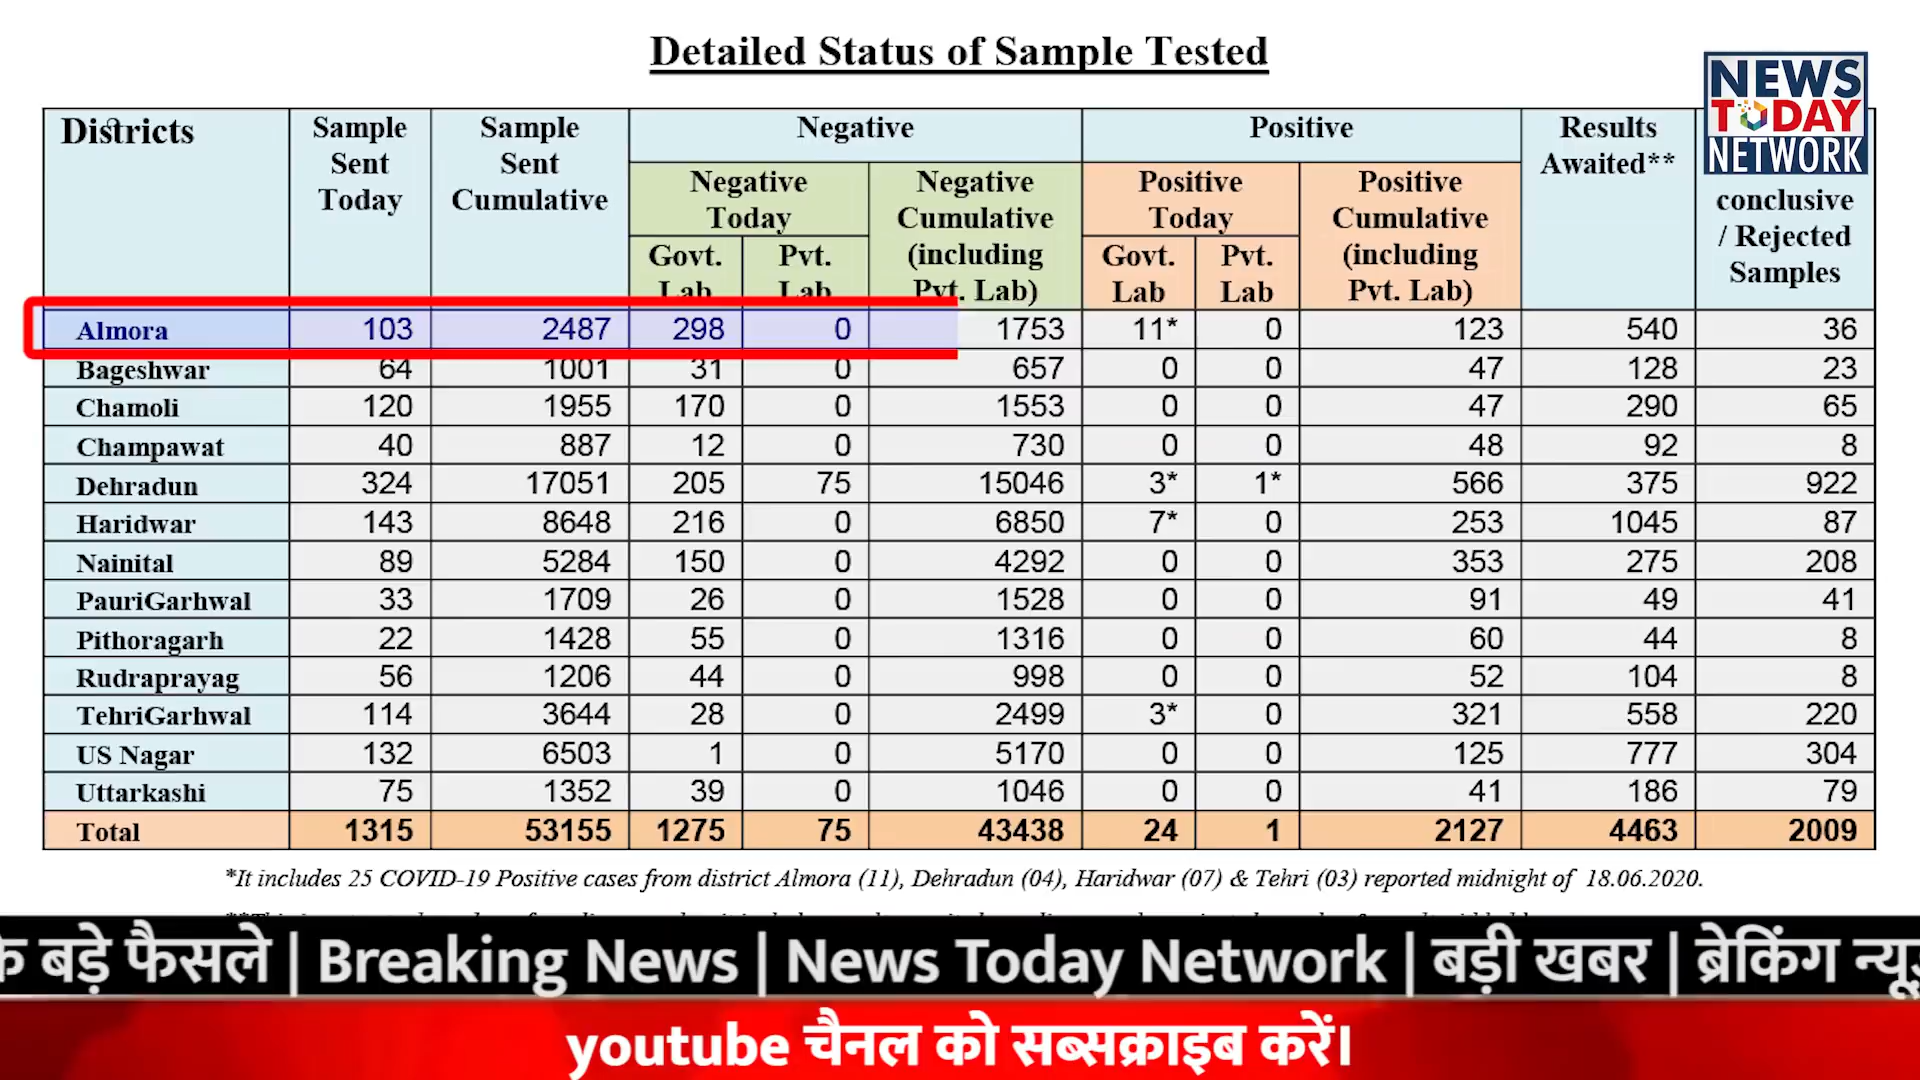 Detailed Status of Sample Tested
NEWS
TODAY
NETWORK
Districts
Sample
Sent
Today
Sample
Sent
Cumulative
Negative
Positive
Results
Awaited**
conclusive
/ Rejected
Samples
Negative
Today
Negative
Cumulative
(including
Pvt. Lab)
Positive
Today
Positive
Cumulative
(including
Pvt. Lab)
Govt.
Lab
Pvt.
Lab
Govt.
Lab
Pvt.
Lab
Almora 103 2487 298 0 1753 11* 0 123 540 36
Bageshwar 64 1001 31 0 657 0 0 47 128 23
Chamoli 120 1955 170 0 1553 0 0 47 290 65
Champawat 40 887 12 0 730 0 0 48 92 8
Dehradun 324 17051 205 75 15046 3* 1* 566 375 922
Haridwar 143 8648 216 0 6850 7* 0 253 1045 87
Nainital 89 5284 150 0 4292 0 0 353 275 208
PauriGarhwal 33 1709 26 0 1528 0 0 91 49 41
Pithoragarh 22 1428 55 0 1316 0 0 60 44 8
Rudraprayag 56 1206 44 0 998 0 0 52 104 8
TehriGarhwal 114 3644 28 0 2499 3* 0 321 558 220
US Nagar 132 6503 1 0 5170 0 0 125 777 304
Uttarkashi 75 1352 39 0 1046 0 0 41 186 79
Total 1315 53155 1275 75 43438 24 1 2127 4463 2009
*It includes 25 COVID-19 Positive cases from district Almora (11), Dehradun (04), Haridwar (07) & Tehri (03) reported midnight of 18.06.2020.
के बड़े फैसले | Breaking News | News Today Network | बड़ी खबर | ब्रेकिंग न्यूज़
youtube चैनल को सब्सक्राइब करें।